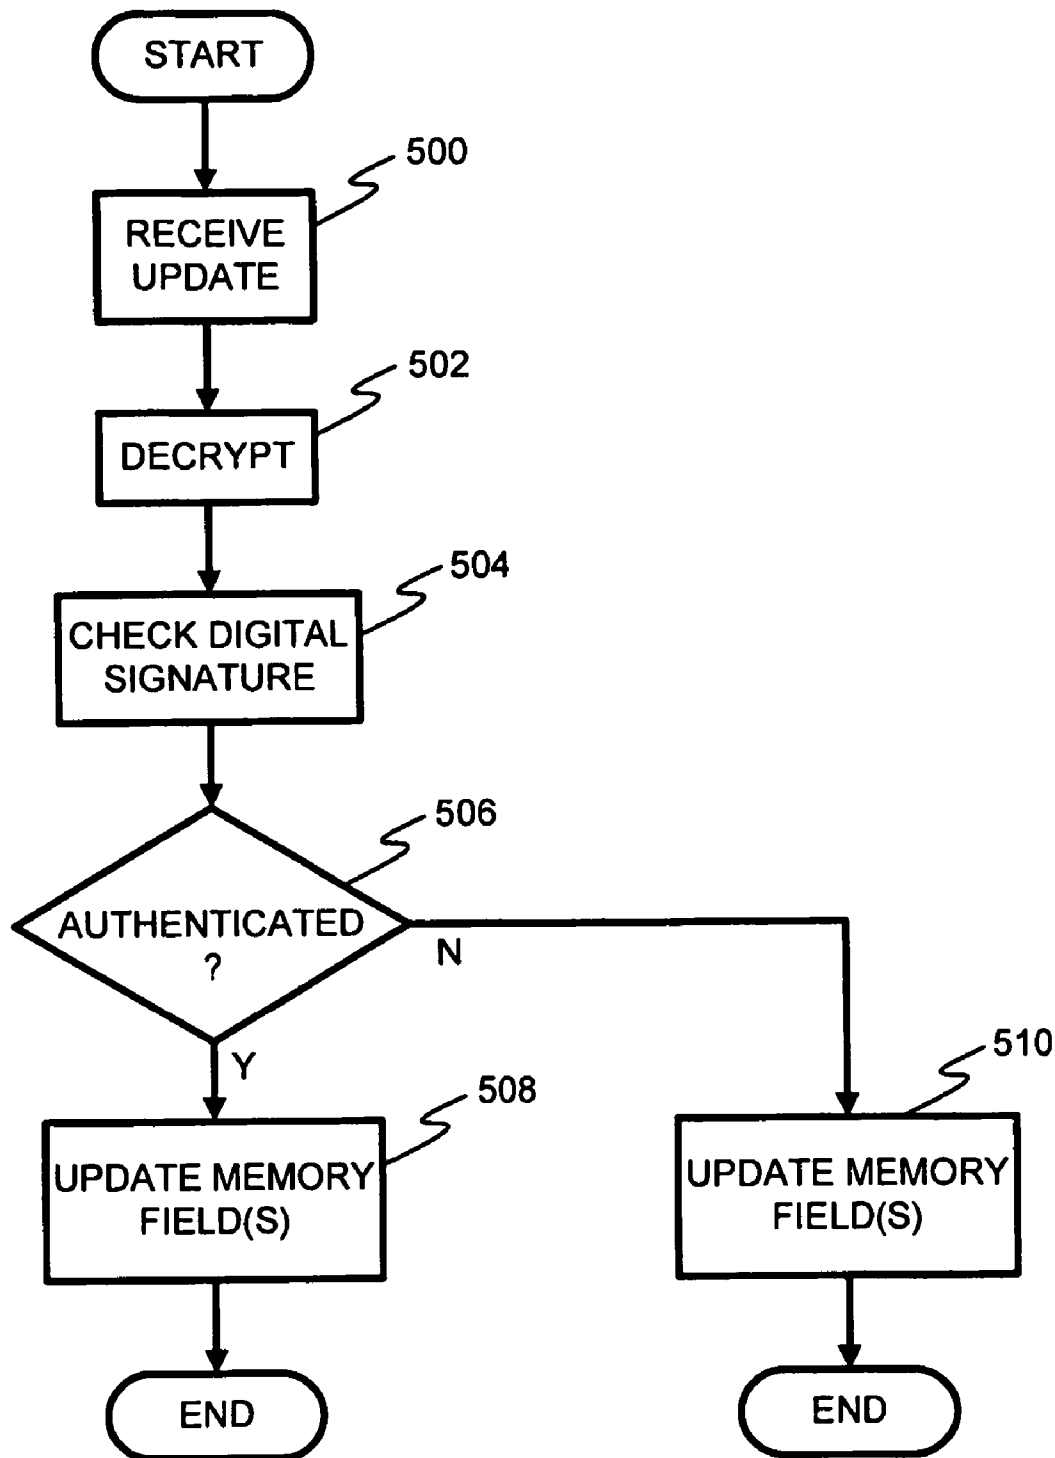 START
500
RECEIVE
UPDATE
502
DECRYPT
504
CHECK DIGITAL
SIGNATURE
506
AUTHENTICATED
?
N
Y
508
UPDATE MEMORY
FIELD(S)
END
510
UPDATE MEMORY
FIELD(S)
END